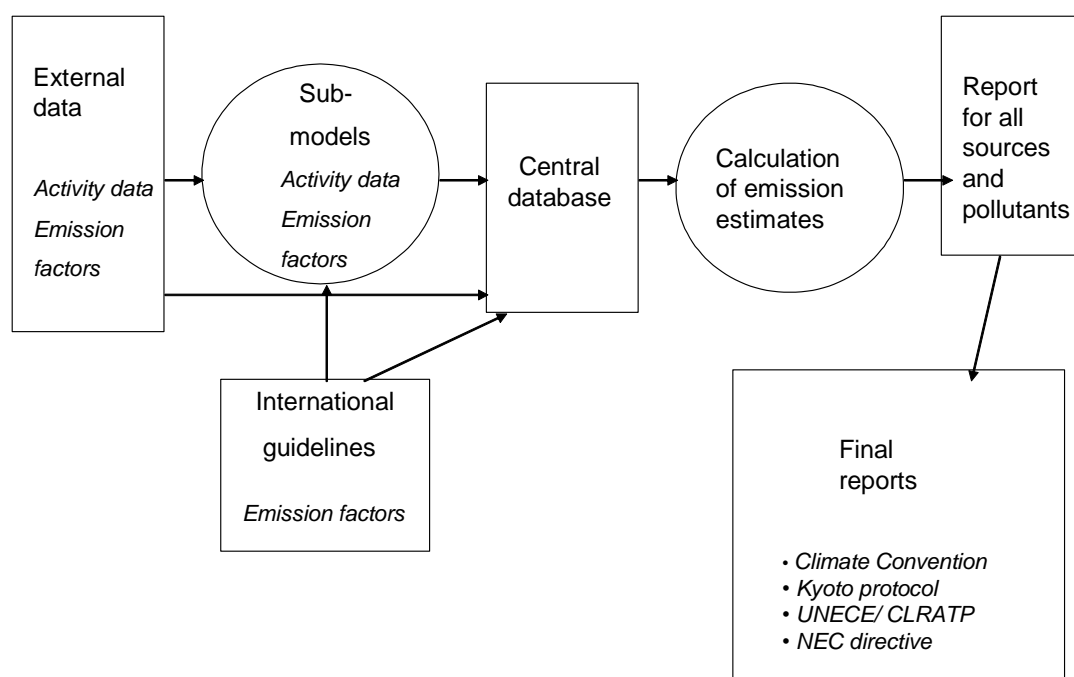 External
data
Activity data
Emission
factors
Sub-
models
Activity data
Emission
factors
Central
database
Calculation
of emission
estimates
Report
for all
sources
and
pollutants
International
guidelines
Emission factors
Final
reports
• Climate Convention
• Kyoto protocol
• UNECE/ CLRATP
• NEC directive